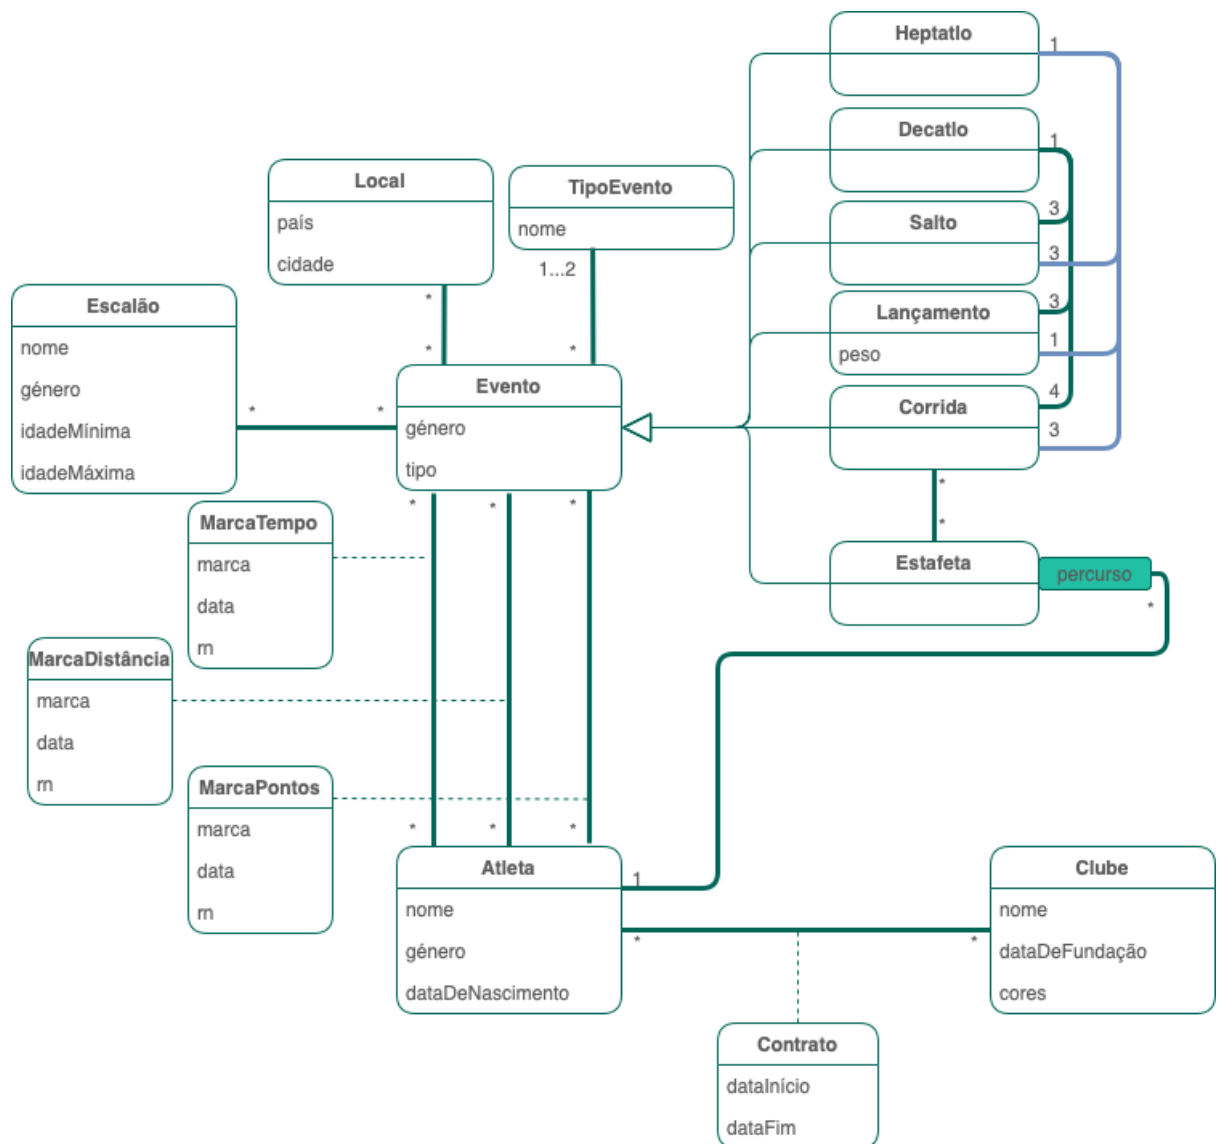 Heptatlo
1
Decatlo
1
Local
país
cidade
*
*
TipoEvento
nome
1...2
*
Salto
3
3
Lançamento
peso
3
1
Corrida
4
3
*
*
Escalão
nome
género
idadeMínima
idadeMáxima
*
*
Evento
género
tipo
*
*
*
Estafeta
percurso
*
MarcaTempo
marca
data
rn
MarcaDistância
marca
data
rn
MarcaPontos
marca
data
rn
*
*
*
Atleta
nome
género
dataDeNascimento
1
*
*
Clube
nome
dataDeFundação
cores
Contrato
dataInício
dataFim